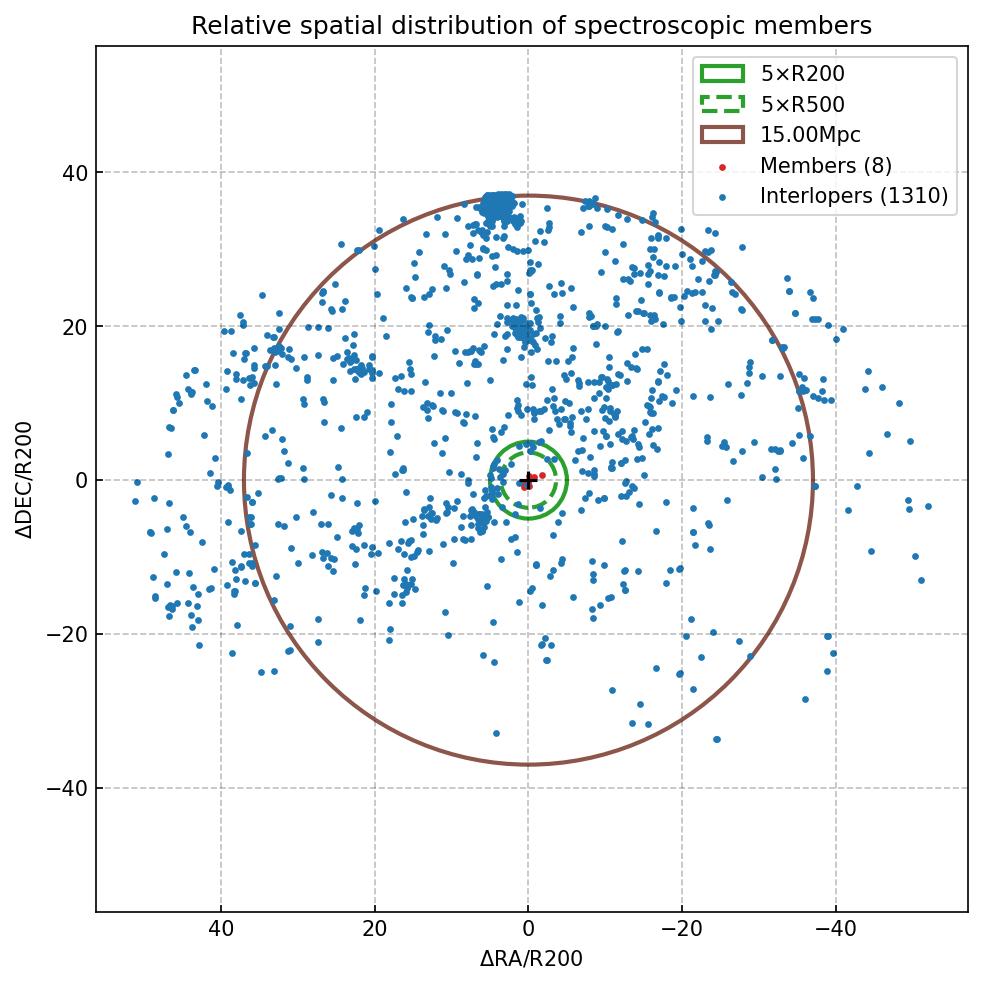 Relative spatial distribution of spectroscopic members
5×R200
5×R500
15.00Mpc
Members (8)
Interlopers (1310)
40
20
0
−20
−40
ΔDEC/R200
40
20
0
−20
−40
ΔRA/R200